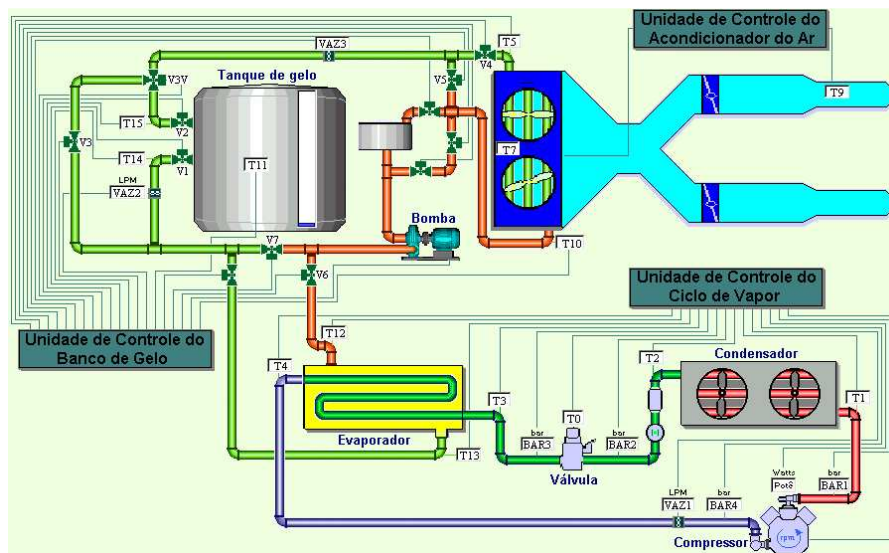 Unidade de Controle do
Acondicionador do Ar
VAZ3
T5
V4
V3V
Tanque de gelo
V5
T9
T15
V2
V3
T7
T14
T11
V1
LPM
VAZ2
Bomba
V7
T10
V6
Unidade de Controle do
Ciclo de Vapor
Unidade de Controle do
Banco de Gelo
T12
T4
T3
T2
Condensador
T1
bar
BAR3
T0
bar
BAR2
Evaporador
T13
Válvula
LPM
VAZ1
bar
BAR4
Watts
Pot8
bar
BAR1
Compressor
rpm